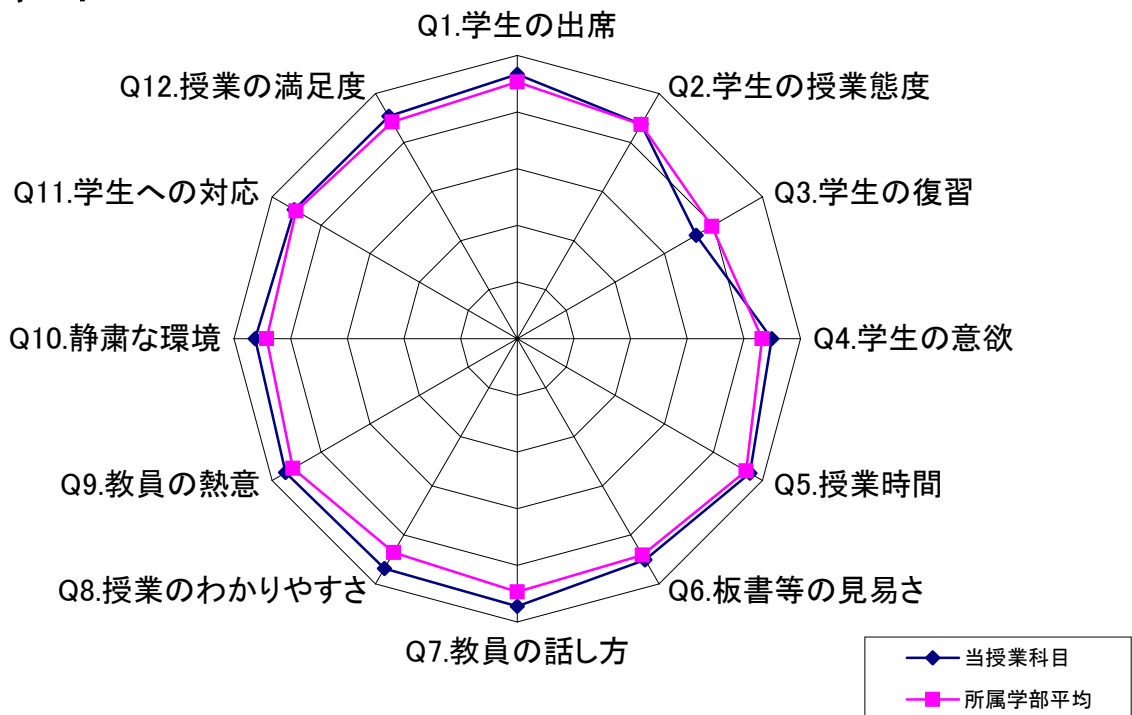 Q1.学生の出席
Q2.学生の授業態度
Q3.学生の復習
Q4.学生の意欲
Q5.授業時間
Q6.板書等の見易さ
Q7.教員の話し方
Q8.授業のわかりやすさ
Q9.教員の熱意
Q10.静粛な環境
Q11.学生への対応
Q12.授業の満足度
当授業科目
所属学部平均